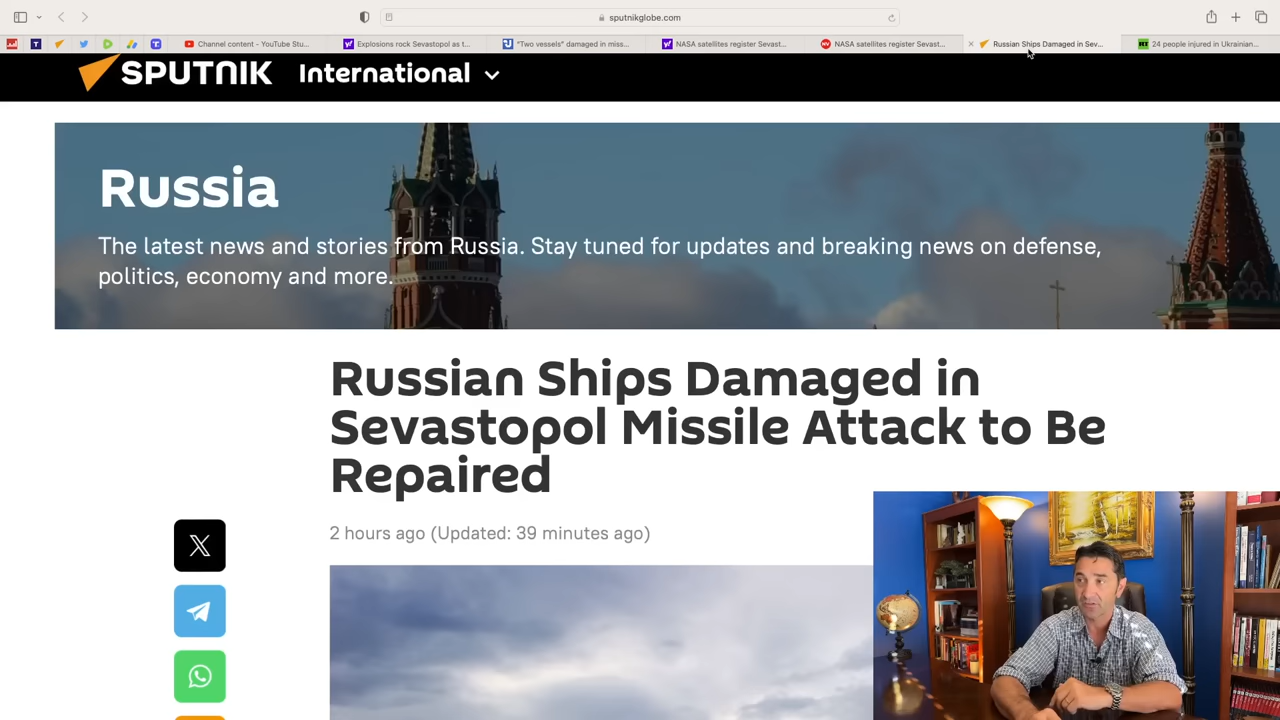 sputnikglobe.com
Channel content - YouTube Stu...
Explosions rock Sevastopol as t...
"Two vessels" damaged in miss...
NASA satellites register Sevast...
NASA satellites register Sevast...
Russian Ships Damaged in Sev...
24 people injured in Ukrainian...
SPUTNIK
International
Russia
The latest news and stories from Russia. Stay tuned for updates and breaking news on defense,
politics, economy and more.
Russian Ships Damaged in
Sevastopol Missile Attack to Be
Repaired
2 hours ago (Updated: 39 minutes ago)